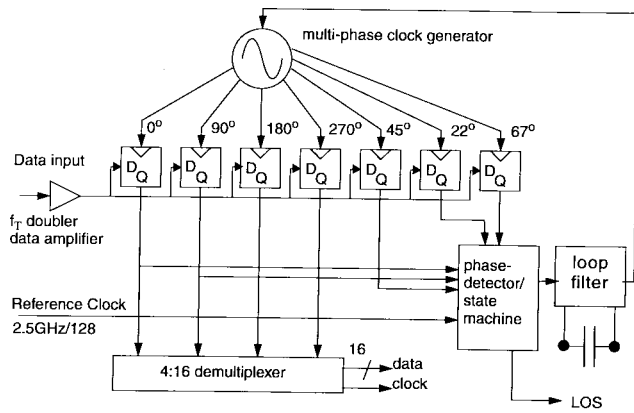 multi-phase clock generator
0° 90° 180° 270° 45° 22° 67°
Data input
D Q D Q D Q D Q D Q D Q D Q
fT doubler
data amplifier
phase-
detector/
state
machine
loop
filter
Reference Clock
2.5GHz/128
16
4:16 demultiplexer
data
clock
LOS